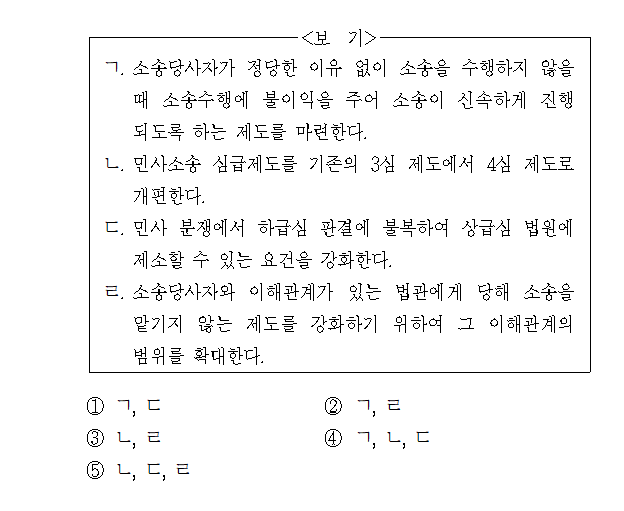 <보 기>
ㄱ. 소송당사자가 정당한 이유 없이 소송을 수행하지 않을
때 소송수행에 불이익을 주어 소송이 신속하게 진행
되도록 하는 제도를 마련한다.
ㄴ. 민사소송 심급제도를 기존의 3심 제도에서 4심 제도로
개편한다.
ㄷ. 민사 분쟁에서 하급심 판결에 불복하여 상급심 법원에
제소할 수 있는 요건을 강화한다.
ㄹ. 소송당사자와 이해관계가 있는 법관에게 당해 소송을
맡기지 않는 제도를 강화하기 위하여 그 이해관계의
범위를 확대한다.
① ㄱ, ㄷ ② ㄱ, ㄹ
③ ㄴ, ㄹ ④ ㄱ, ㄴ, ㄷ
⑤ ㄴ, ㄷ, ㄹ